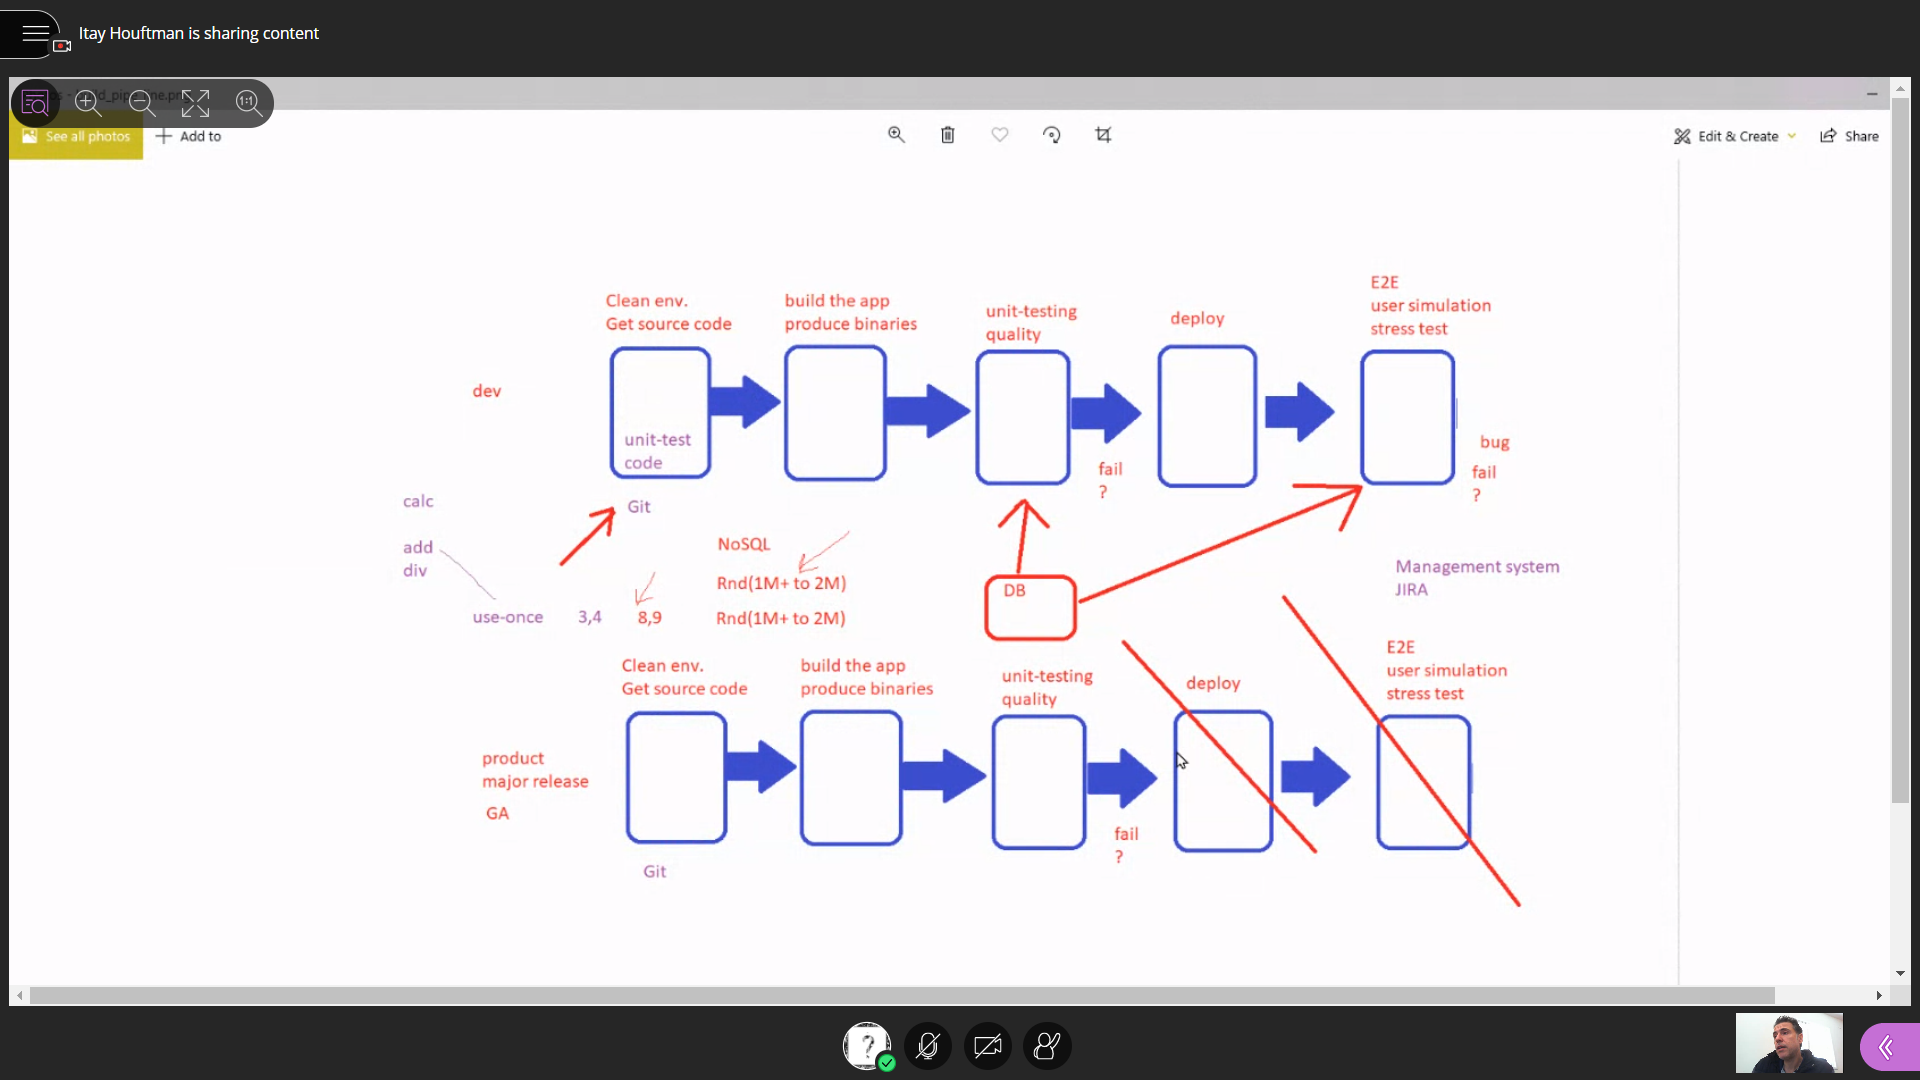 Itay Houftman is sharing content
See all photos
Add to
Edit & Create
Share
1:1
Clean env.
Get source code
build the app
produce binaries
unit-testing
quality
deploy
E2E
user simulation
stress test
dev
unit-test
code
bug
fail
?
fail
?
calc
Git
add
div
NoSQL
Rnd(1M+ to 2M)
use-once
3,4
8,9
Rnd(1M+ to 2M)
DB
Management system
JIRA
Clean env.
Get source code
build the app
produce binaries
unit-testing
quality
deploy
E2E
user simulation
stress test
product
major release
GA
fail
?
Git
?